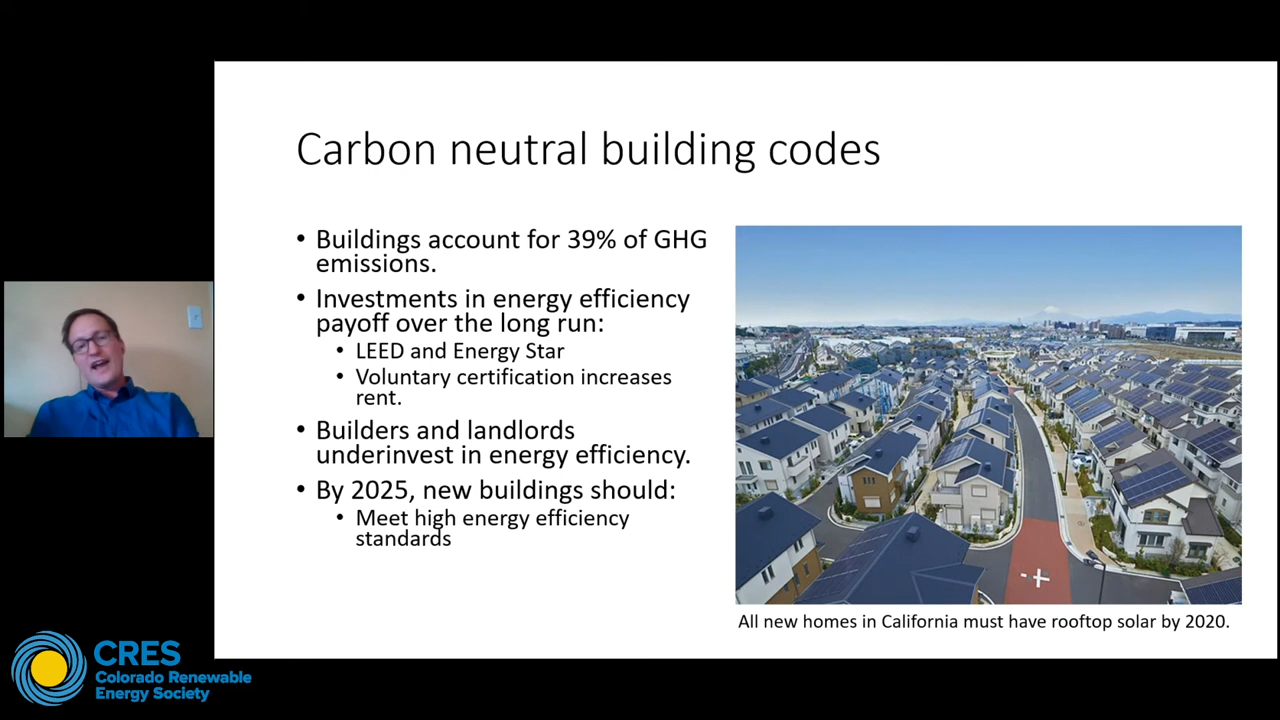 Carbon neutral building codes
• Buildings account for 39% of GHG
emissions.
• Investments in energy efficiency
payoff over the long run:
• LEED and Energy Star
• Voluntary certification increases
rent.
• Builders and landlords
underinvest in energy efficiency.
• By 2025, new buildings should:
• Meet high energy efficiency
standards
All new homes in California must have rooftop solar by 2020.
CRES
Colorado Renewable
Energy Society